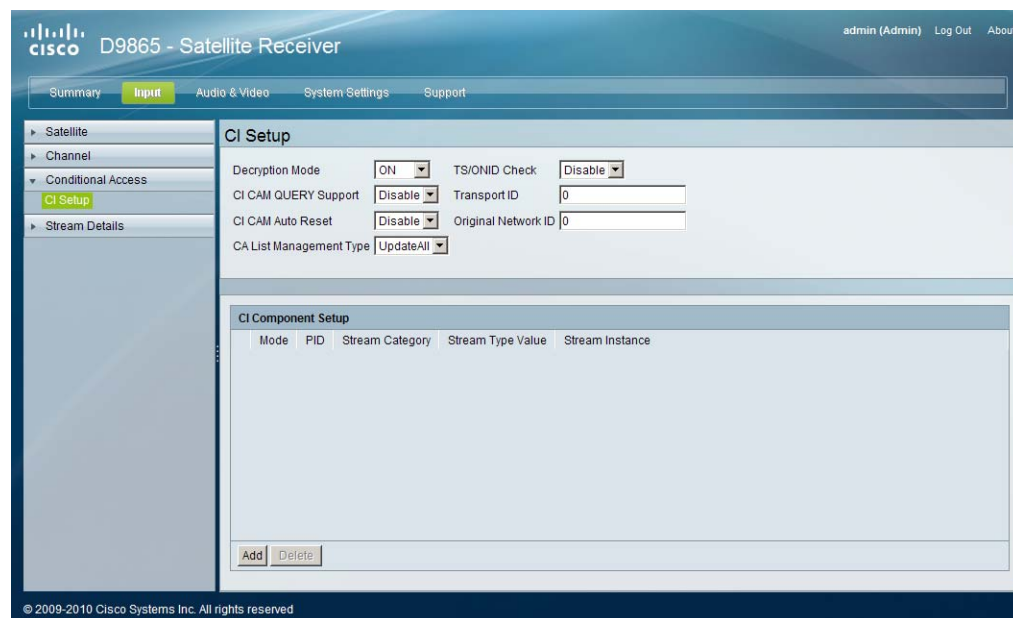 cisco D9865 - Satellite Receiver
admin (Admin) Log Out Abou
Summary Input Audio & Video System Settings Support
Satellite
Channel
Conditional Access
CI Setup
Stream Details
CI Setup
Decryption Mode ON TS/ONID Check Disable
CI CAM QUERY Support Disable Transport ID 0
CI CAM Auto Reset Disable Original Network ID 0
CA List Management Type UpdateAll
CI Component Setup
Mode PID Stream Category Stream Type Value Stream Instance
Add Delete
© 2009-2010 Cisco Systems Inc. All rights reserved